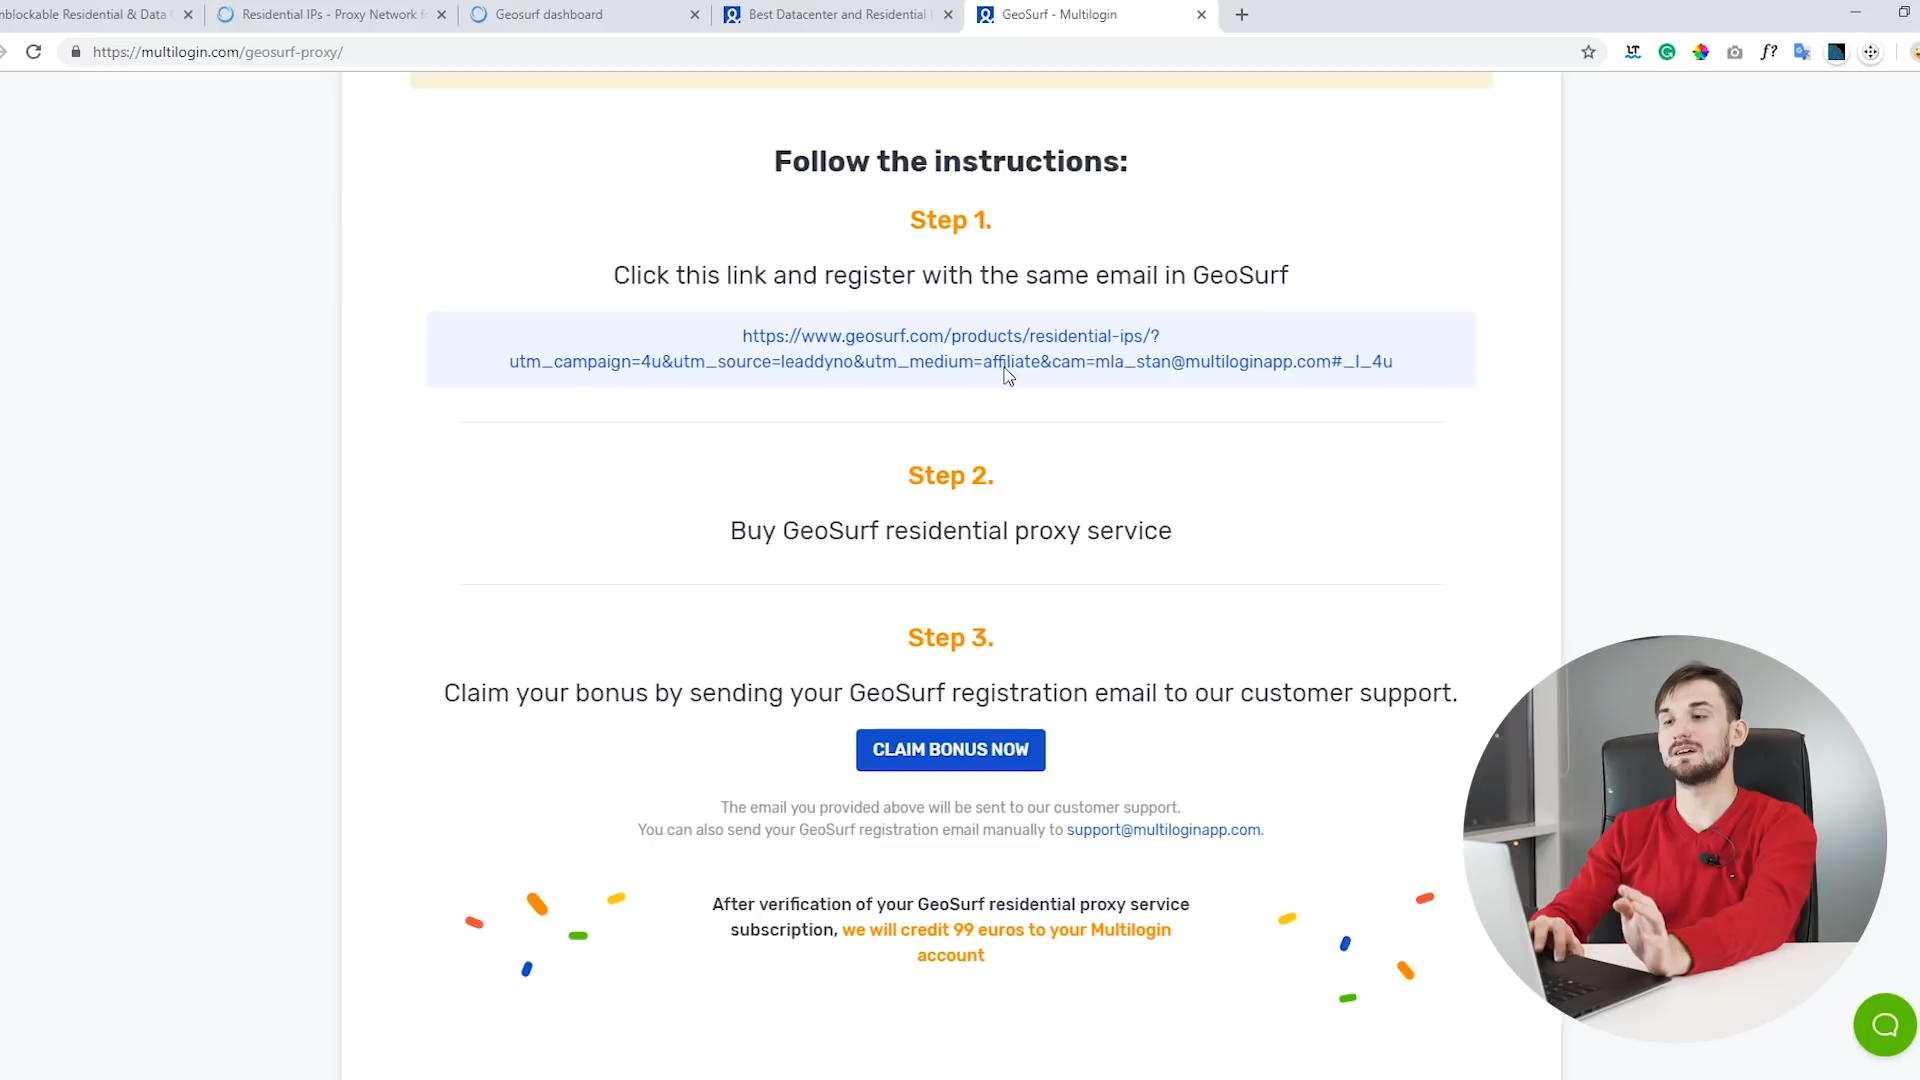 nblockable Residential & Data
Residential IPs - Proxy Network f
Geosurf dashboard
Best Datacenter and Residential
GeoSurf - Multilogin
https://multilogin.com/geosurf-proxy/
Follow the instructions:
Step 1.
Click this link and register with the same email in GeoSurf
https://www.geosurf.com/products/residential-ips/?
utm_campaign=4u&utm_source=leaddyno&utm_medium=affiliate&cam=mla_stan@multiloginapp.com#_l_4u
Step 2.
Buy GeoSurf residential proxy service
Step 3.
Claim your bonus by sending your GeoSurf registration email to our customer support.
CLAIM BONUS NOW
The email you provided above will be sent to our customer support.
You can also send your GeoSurf registration email manually to support@multiloginapp.com.
After verification of your GeoSurf residential proxy service
subscription, we will credit 99 euros to your Multilogin
account